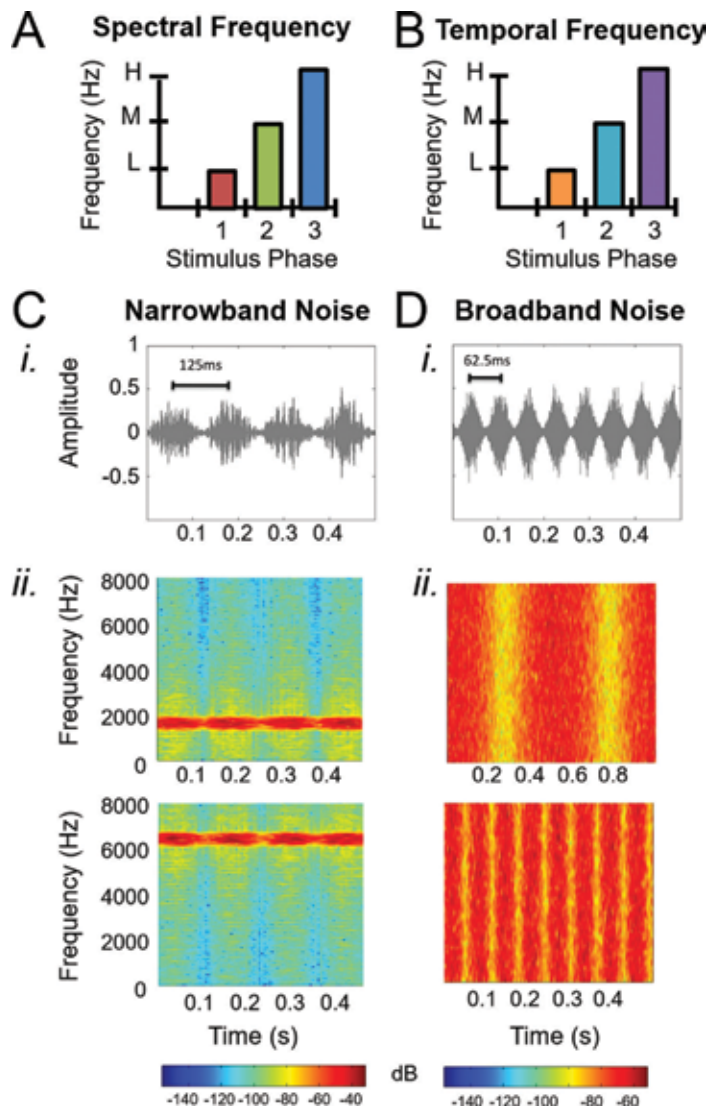 A Spectral Frequency
Frequency (Hz)
H
M
L
1 2 3
Stimulus Phase
B Temporal Frequency
Frequency (Hz)
H
M
L
1 2 3
Stimulus Phase
C Narrowband Noise
i.
Amplitude
1
0.5
0
-0.5
125ms
0.1 0.2 0.3 0.4
D Broadband Noise
i.
62.5ms
0.1 0.2 0.3 0.4
ii.
Frequency (Hz)
8000
6000
4000
2000
0
0.1 0.2 0.3 0.4
ii.
0.2 0.4 0.6 0.8
Frequency (Hz)
8000
6000
4000
2000
0
0.1 0.2 0.3 0.4
Time (s)
0.1 0.2 0.3 0.4
Time (s)
dB
-140 -120 -100 -80 -60 -40
-140 -120 -100 -80 -60